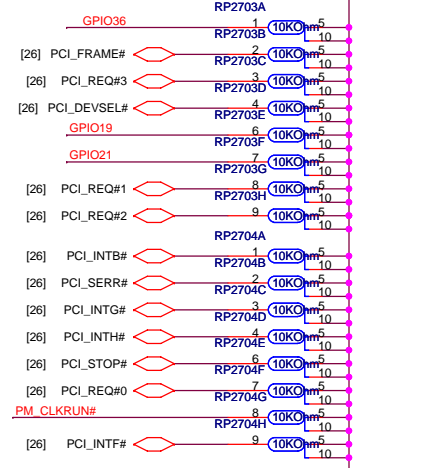 RP2703A
GPIO36 1 10KOhm 5
RP2703B 10
[26] PCI_FRAME# 2 10KOhm 5
RP2703C 10
[26] PCI_REQ#3 3 10KOhm 5
RP2703D 10
[26] PCI_DEVSEL# 4 10KOhm 5
RP2703E 10
GPIO19 6 10KOhm 5
RP2703F 10
GPIO21 7 10KOhm 5
RP2703G 10
[26] PCI_REQ#1 8 10KOhm 5
RP2703H 10
[26] PCI_REQ#2 9 10KOhm 5
10
RP2704A
[26] PCI_INTB# 1 10KOhm 5
RP2704B 10
[26] PCI_SERR# 2 10KOhm 5
RP2704C 10
[26] PCI_INTG# 3 10KOhm 5
RP2704D 10
[26] PCI_INTH# 4 10KOhm 5
RP2704E 10
[26] PCI_STOP# 6 10KOhm 5
RP2704F 10
[26] PCI_REQ#0 7 10KOhm 5
RP2704G 10
PM_CLKRUN# 8 10KOhm 5
RP2704H 10
[26] PCI_INTF# 9 10KOhm 5
10